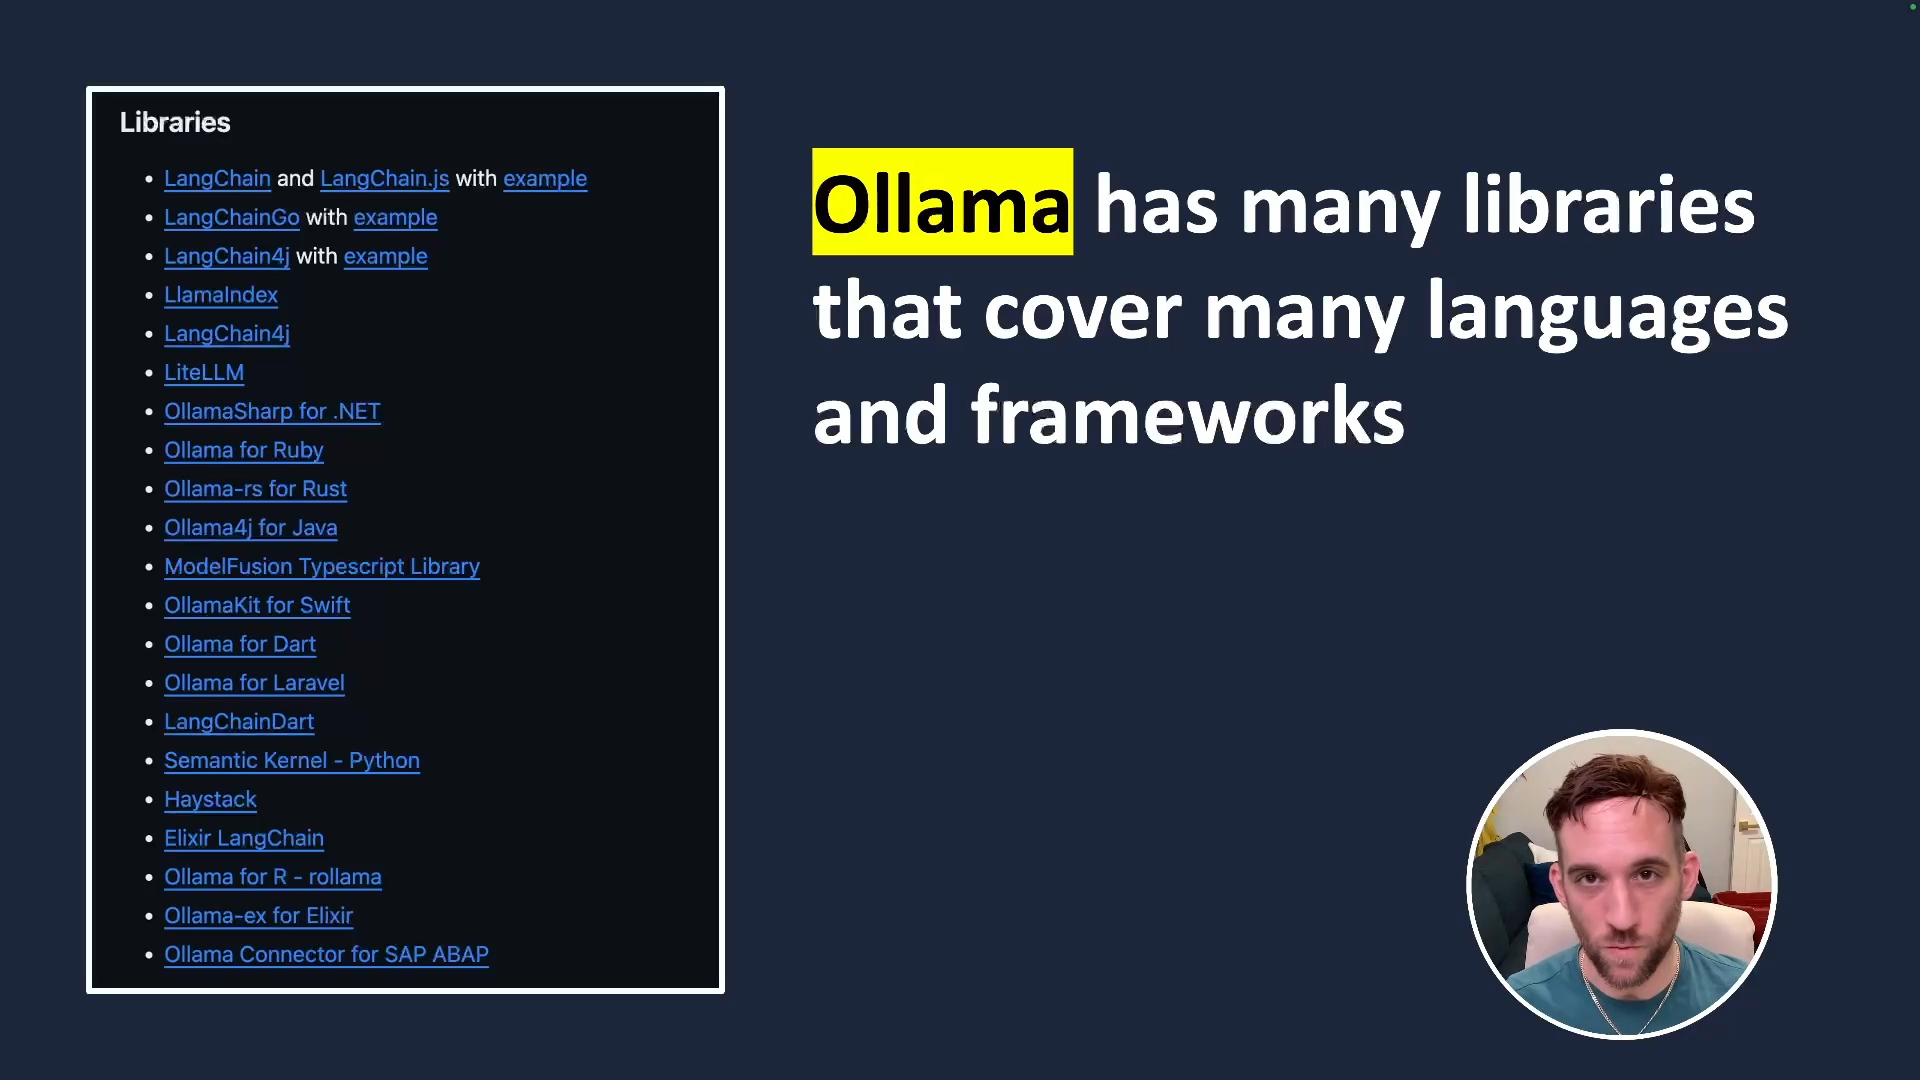 Libraries
LangChain and LangChain.js with example
LangChainGo with example
LangChain4j with example
LlamaIndex
LangChain4j
LiteLLM
OllamaSharp for .NET
Ollama for Ruby
Ollama-rs for Rust
Ollama4j for Java
ModelFusion Typescript Library
OllamaKit for Swift
Ollama for Dart
Ollama for Laravel
LangChainDart
Semantic Kernel - Python
Haystack
Elixir LangChain
Ollama for R - rollama
Ollama-ex for Elixir
Ollama Connector for SAP ABAP
Ollama has many libraries
that cover many languages
and frameworks